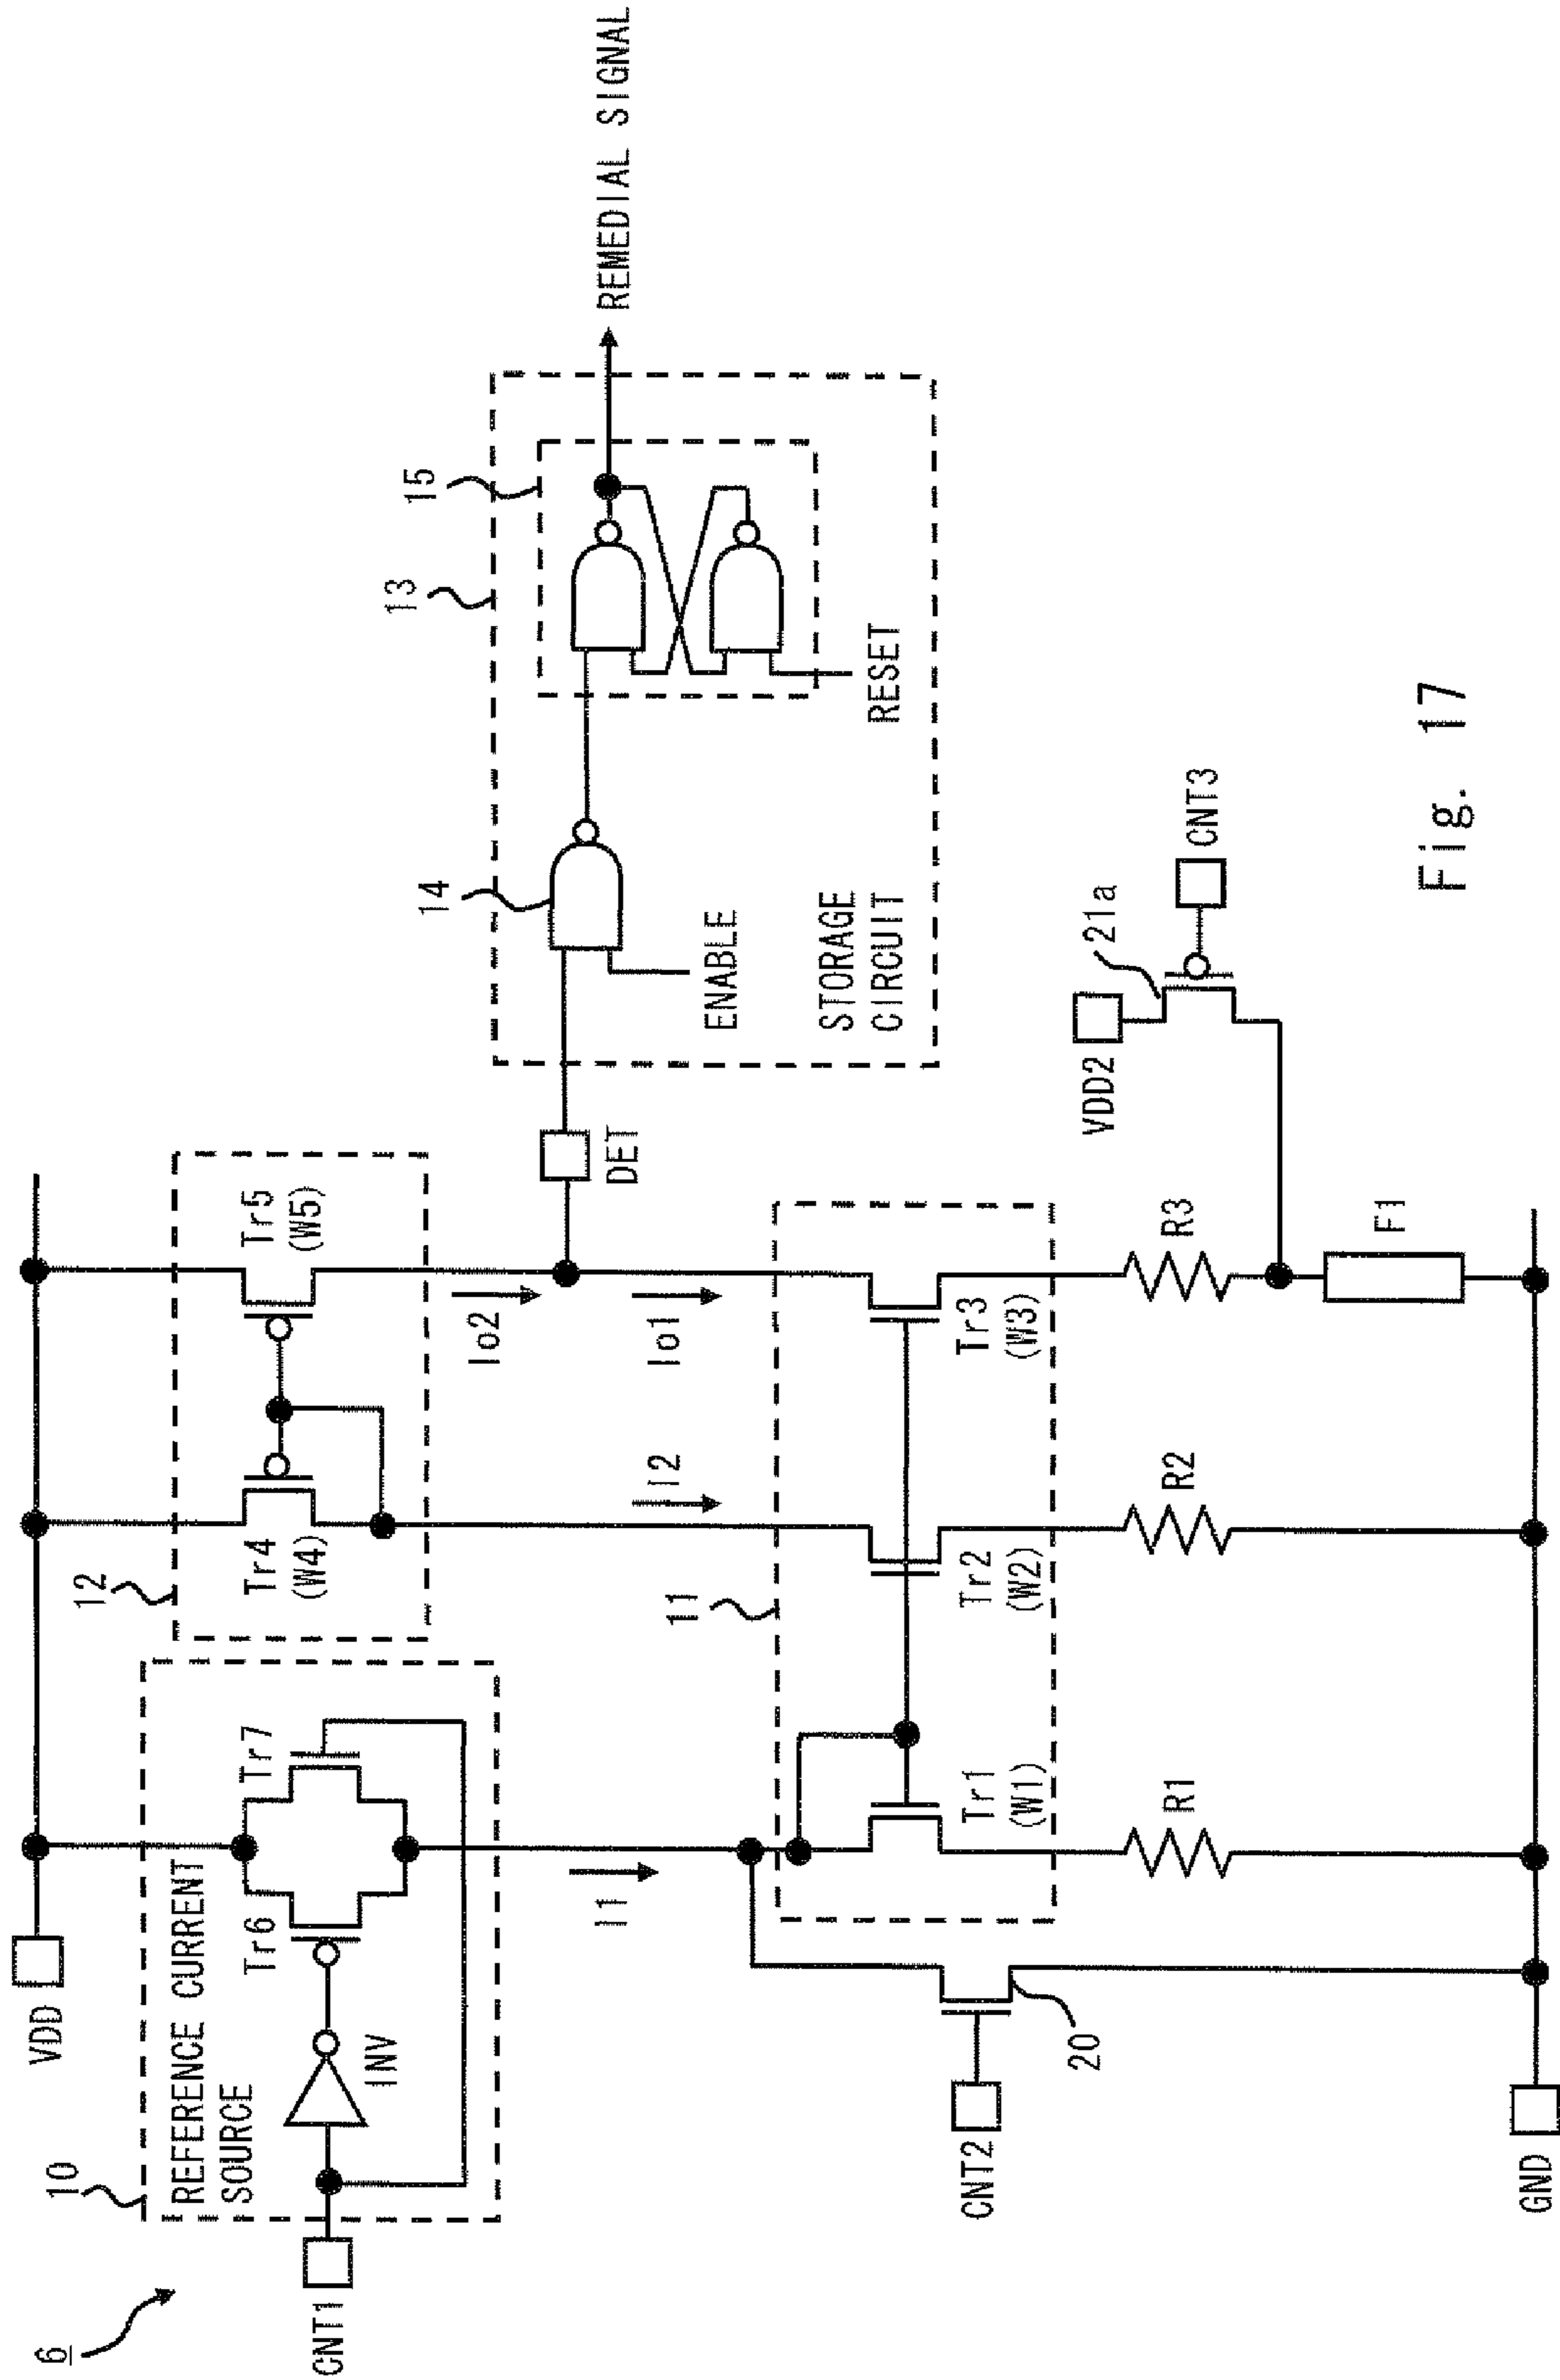 6
VDD
10
REFERENCE CURRENT
SOURCE
CNT1
INV
Tr6
Tr7
12
Tr4
(W4)
Tr5
(W5)
I1
I2
Io2
Io1
DET
14
ENABLE
STORAGE
CIRCUIT
13
15
RESET
REMEDIAL SIGNAL
11
Tr1
(W1)
Tr2
(W2)
Tr3
(W3)
CNT2
20
R1
R2
R3
VDD2
21a
CNT3
F1
GND
Fig. 17